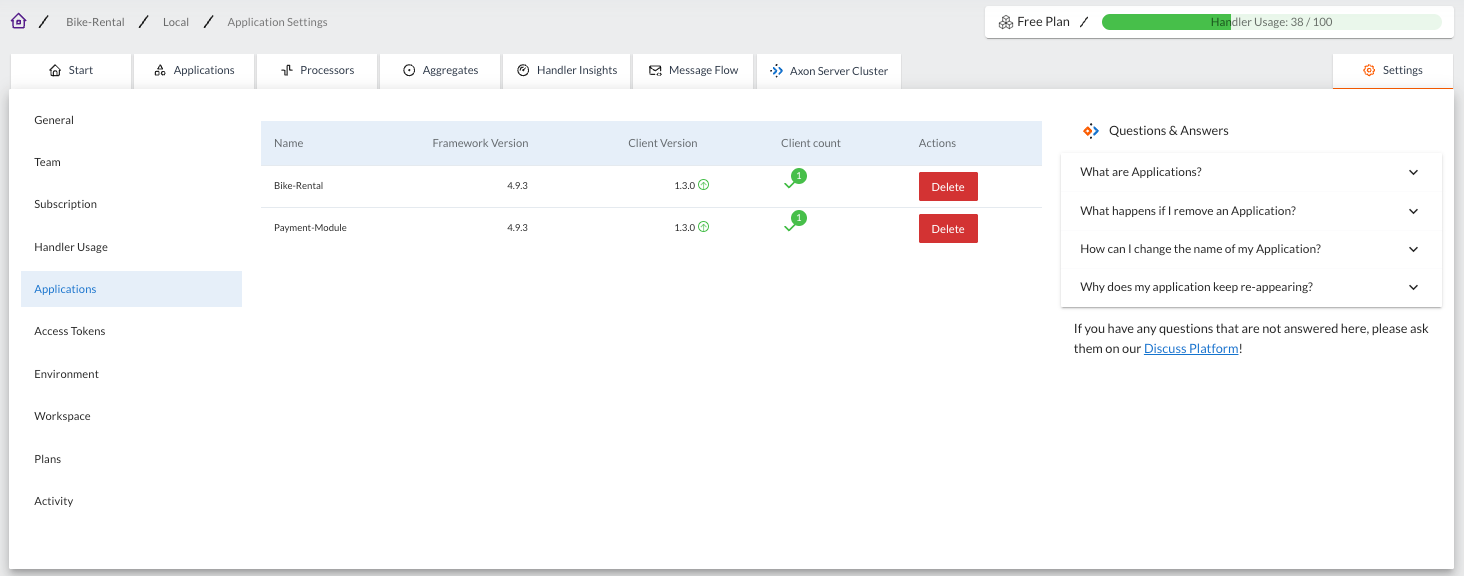 Bike-Rental / Local / Application Settings
Free Plan / Handler Usage: 38 / 100
Start Applications Processors Aggregates Handler Insights Message Flow Axon Server Cluster Settings
General
Team
Subscription
Handler Usage
Applications
Access Tokens
Environment
Workspace
Plans
Activity
Name Framework Version Client Version Client count Actions
Bike-Rental 4.9.3 1.3.0 1 Delete
Payment-Module 4.9.3 1.3.0 1 Delete
Questions & Answers
What are Applications?
What happens if I remove an Application?
How can I change the name of my Application?
Why does my application keep re-appearing?
If you have any questions that are not answered here, please ask
them on our Discuss Platform!